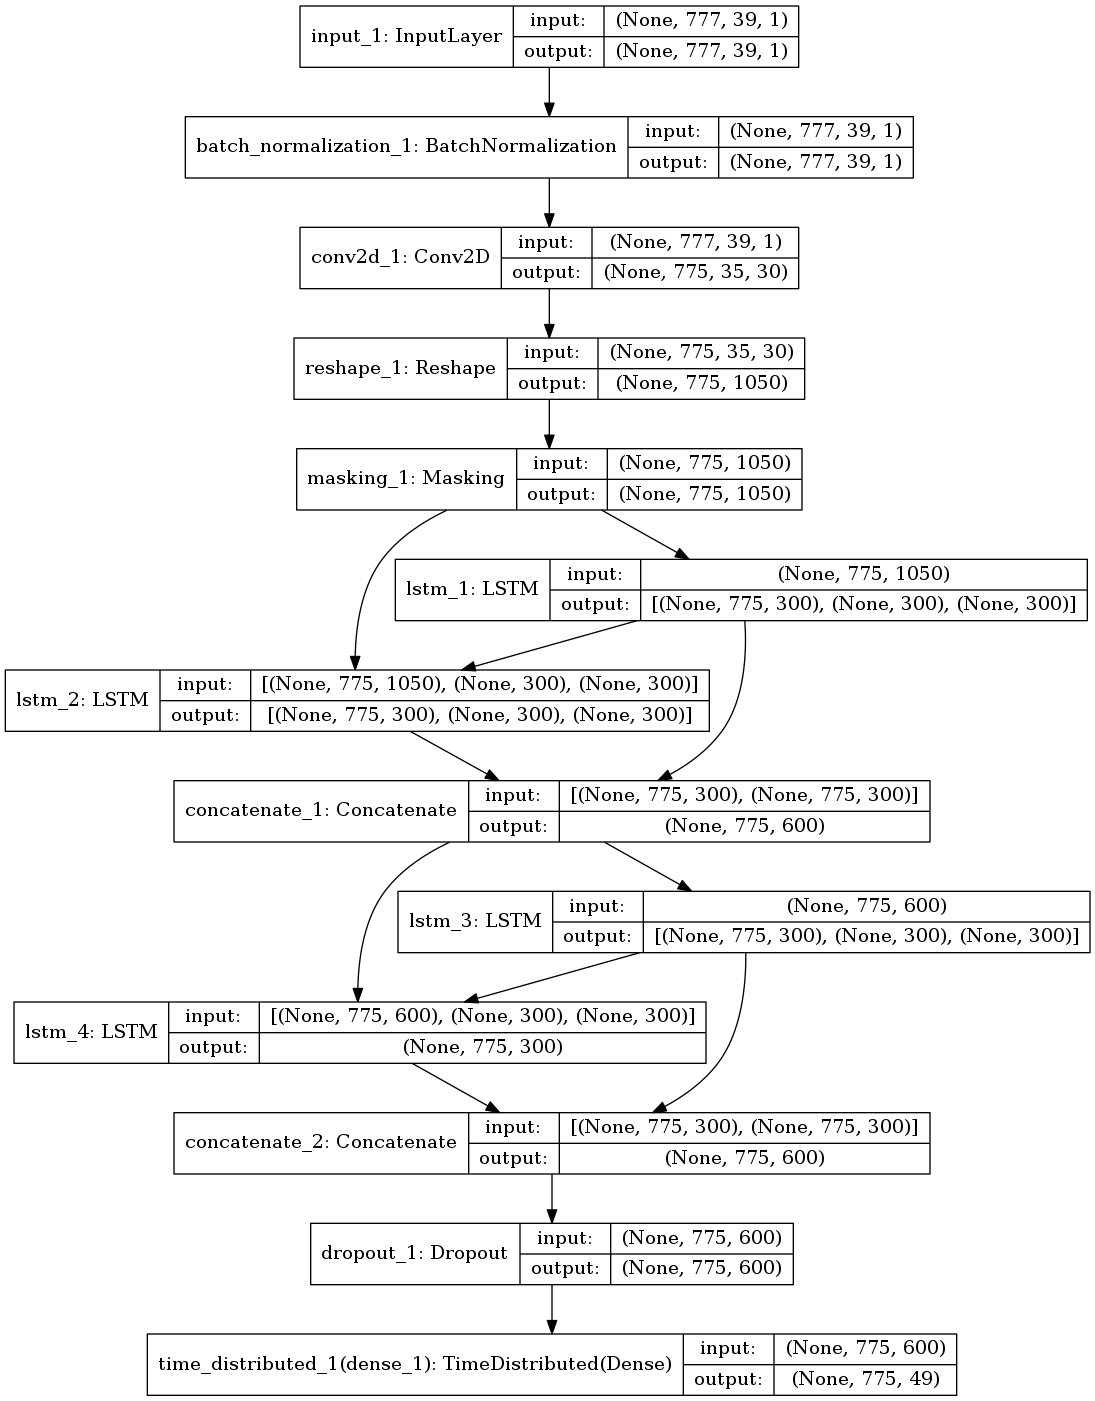 input_1: InputLayer
input:
(None, 777, 39, 1)
output:
(None, 777, 39, 1)
batch_normalization_1: BatchNormalization
input:
(None, 777, 39, 1)
output:
(None, 777, 39, 1)
conv2d_1: Conv2D
input:
(None, 777, 39, 1)
output:
(None, 775, 35, 30)
reshape_1: Reshape
input:
(None, 775, 35, 30)
output:
(None, 775, 1050)
masking_1: Masking
input:
(None, 775, 1050)
output:
(None, 775, 1050)
lstm_1: LSTM
input:
(None, 775, 1050)
output:
[(None, 775, 300), (None, 300), (None, 300)]
lstm_2: LSTM
input:
[(None, 775, 1050), (None, 300), (None, 300)]
output:
[(None, 775, 300), (None, 300), (None, 300)]
concatenate_1: Concatenate
input:
[(None, 775, 300), (None, 775, 300)]
output:
(None, 775, 600)
lstm_3: LSTM
input:
(None, 775, 600)
output:
[(None, 775, 300), (None, 300), (None, 300)]
lstm_4: LSTM
input:
[(None, 775, 600), (None, 300), (None, 300)]
output:
(None, 775, 300)
concatenate_2: Concatenate
input:
[(None, 775, 300), (None, 775, 300)]
output:
(None, 775, 600)
dropout_1: Dropout
input:
(None, 775, 600)
output:
(None, 775, 600)
time_distributed_1(dense_1): TimeDistributed(Dense)
input:
(None, 775, 600)
output:
(None, 775, 49)